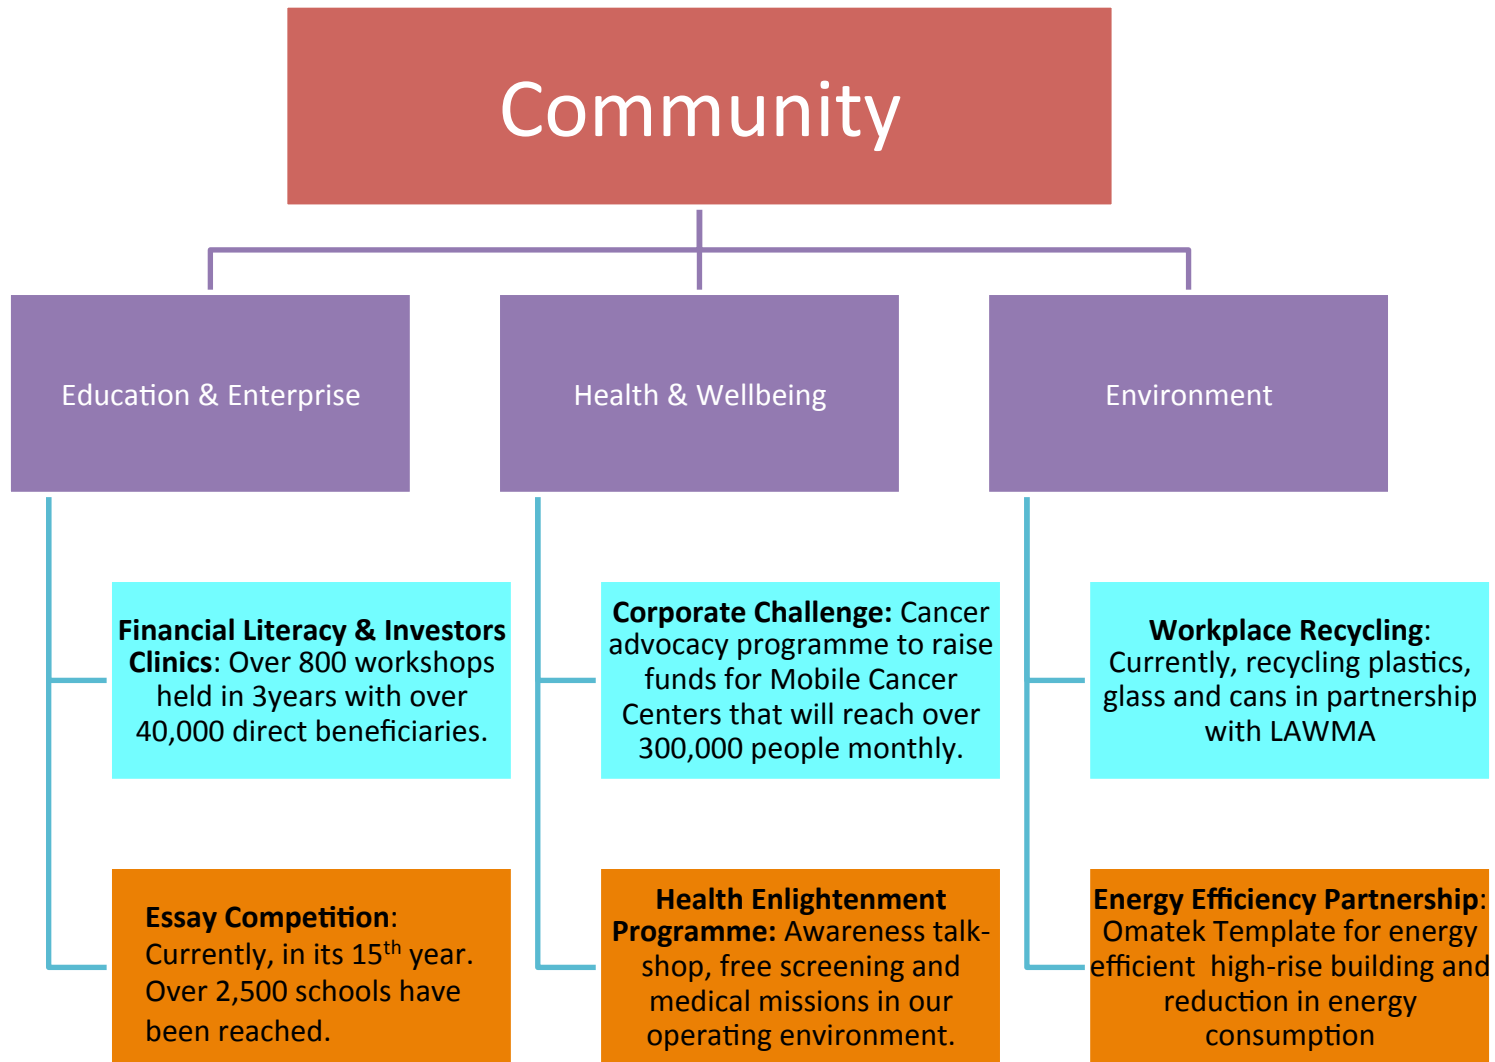 Community
Education & Enterprise
Health & Wellbeing
Environment
Financial Literacy & Investors
Clinics: Over 800 workshops
held in 3years with over
40,000 direct beneficiaries.
Corporate Challenge: Cancer
advocacy programme to raise
funds for Mobile Cancer
Centers that will reach over
300,000 people monthly.
Workplace Recycling:
Currently, recycling plastics,
glass and cans in partnership
with LAWMA
Essay Competition:
Currently, in its 15th year.
Over 2,500 schools have
been reached.
Health Enlightenment
Programme: Awareness talk-
shop, free screening and
medical missions in our
operating environment.
Energy Efficiency Partnership:
Omatek Template for energy
efficient  high-rise building and
reduction in energy
consumption